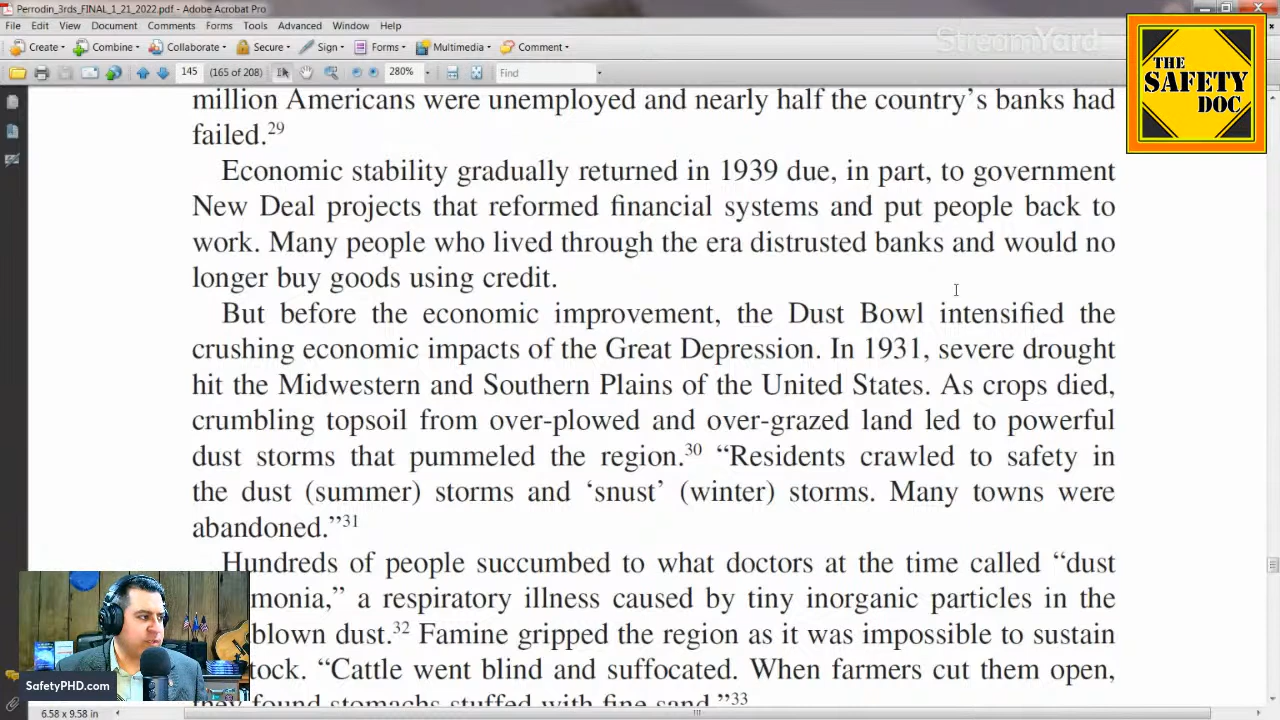 Perrodin_3rds_FINAL_1_21_2022.pdf - Adobe Acrobat Pro
File Edit View Document Comments Forms Tools Advanced Window Help
Create Combine Collaborate Secure Sign Forms Multimedia Comment
145 (165 of 208) 280% Find
StreamYard
THE
SAFETY
DOC
million Americans were unemployed and nearly half the country’s banks had
failed.29
Economic stability gradually returned in 1939 due, in part, to government
New Deal projects that reformed financial systems and put people back to
work. Many people who lived through the era distrusted banks and would no
longer buy goods using credit.
But before the economic improvement, the Dust Bowl intensified the
crushing economic impacts of the Great Depression. In 1931, severe drought
hit the Midwestern and Southern Plains of the United States. As crops died,
crumbling topsoil from over-plowed and over-grazed land led to powerful
dust storms that pummeled the region.30 “Residents crawled to safety in
the dust (summer) storms and ‘snust’ (winter) storms. Many towns were
abandoned.”31
Hundreds of people succumbed to what doctors at the time called “dust
monia,” a respiratory illness caused by tiny inorganic particles in the
blown dust.32 Famine gripped the region as it was impossible to sustain
tock. “Cattle went blind and suffocated. When farmers cut them open,
they found stomachs stuffed with fine sand.”33
SafetyPHD.com
6.58 x 9.58 in